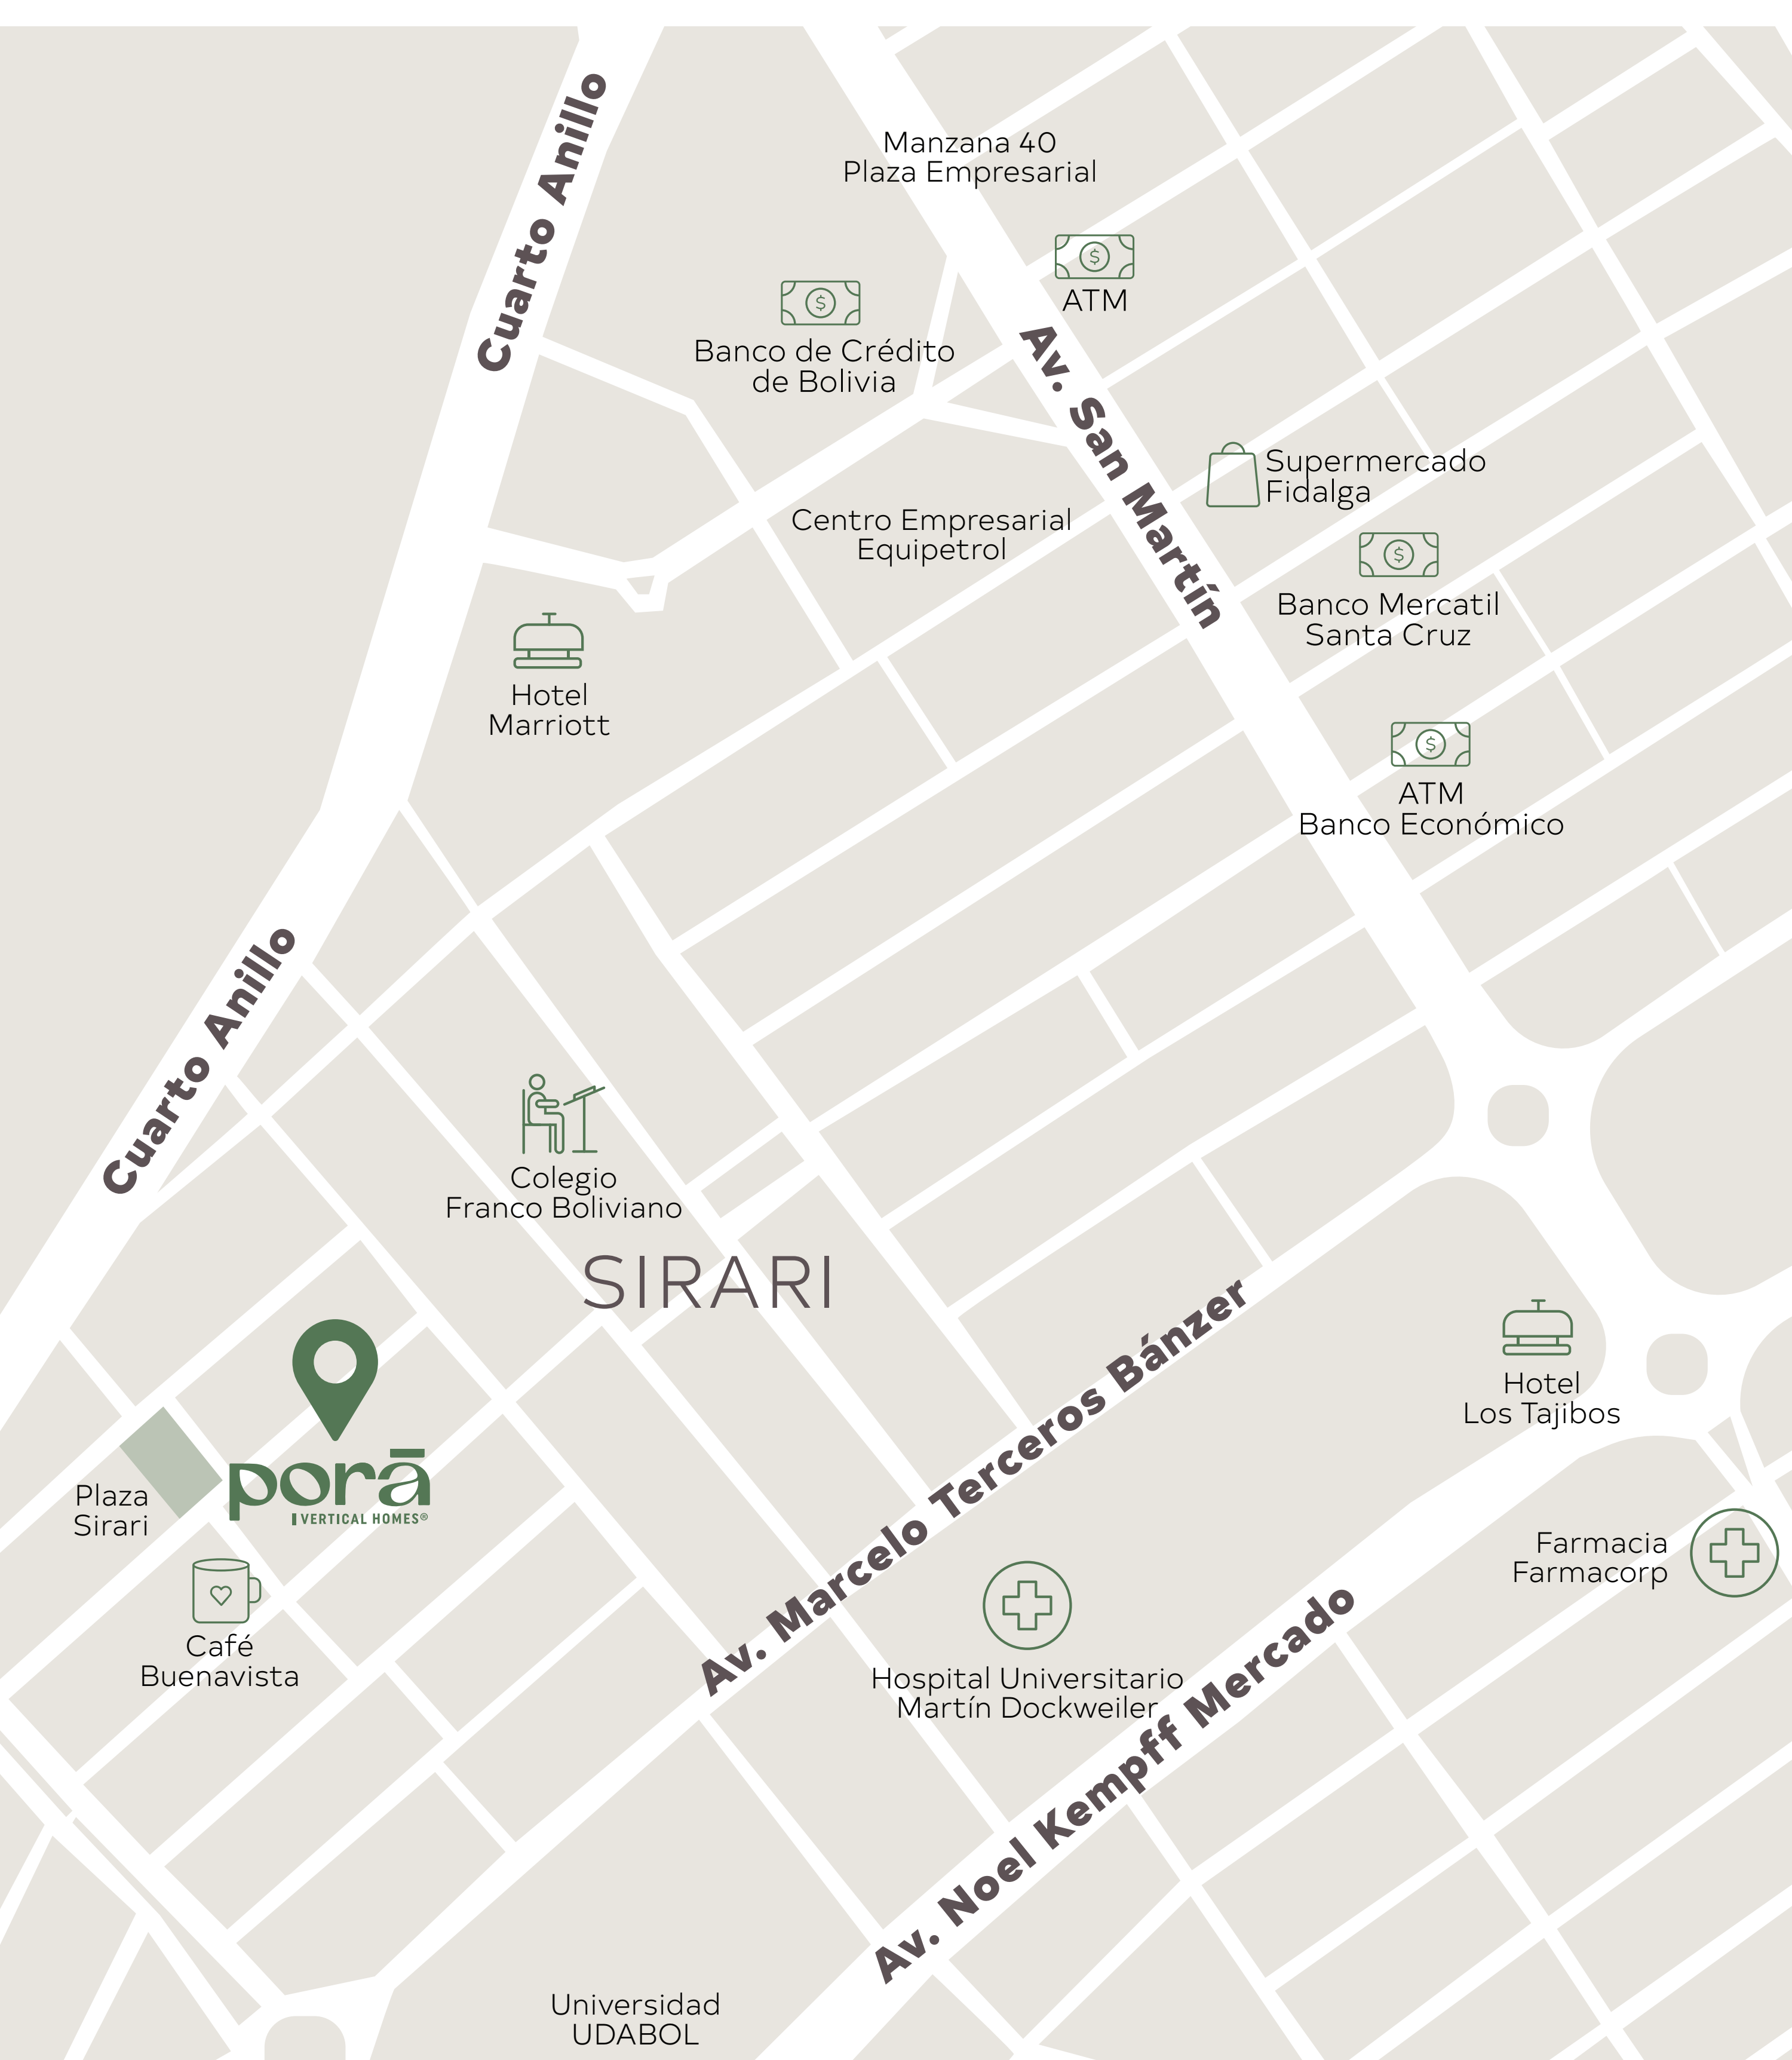 Cuarto Anillo
Manzana 40
Plaza Empresarial
$
ATM
$
Banco de Crédito
de Bolivia
Av. San Martín
Supermercado
Fidalga
Centro Empresarial
Equipetrol
$
Banco Mercatil
Santa Cruz
Hotel
Marriott
$
ATM
Banco Económico
Cuarto Anillo
Colegio
Franco Boliviano
SIRARI
Av. Marcelo Terceros Bánzer
Hotel
Los Tajibos
porā
VERTICAL HOMES®
Plaza
Sirari
Farmacia
Farmacorp
Café
Buenavista
Hospital Universitario
Martín Dockweiler
Av. Noel Kempff Mercado
Universidad
UDABOL